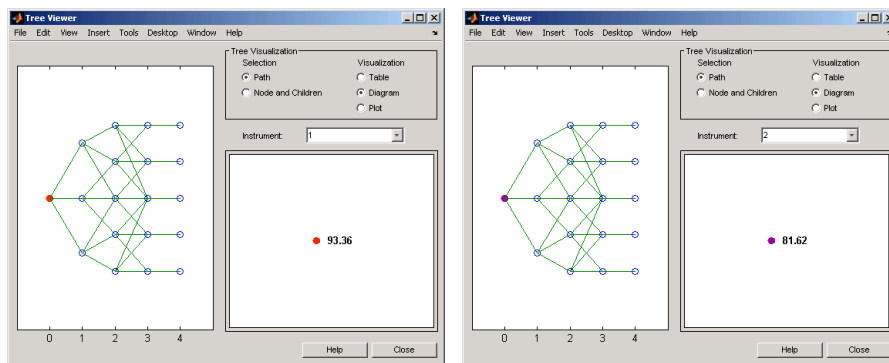 Tree Viewer
File Edit View Insert Tools Desktop Window Help
Tree Visualization
Selection Visualization
Path Table
Node and Children Diagram
Plot
Instrument: 1
93.36
0 1 2 3 4
Help Close
Tree Viewer
File Edit View Insert Tools Desktop Window Help
Tree Visualization
Selection Visualization
Path Table
Node and Children Diagram
Plot
Instrument: 2
81.62
0 1 2 3 4
Help Close